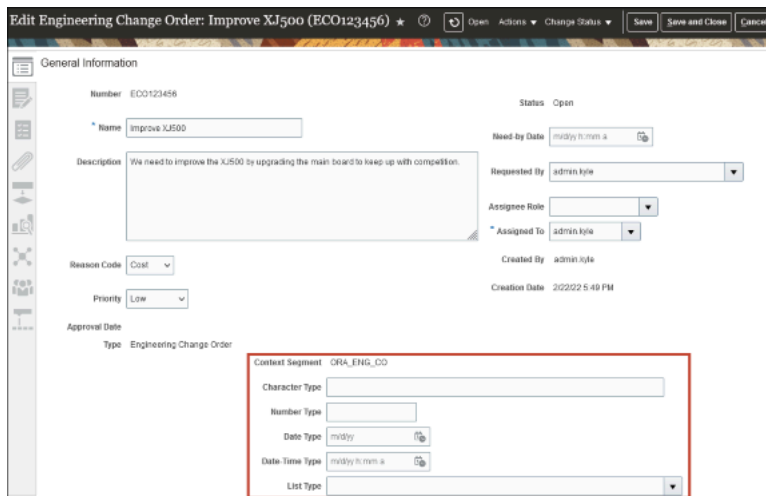 Edit Engineering Change Order: Improve XJ500 (ECO123456) ★ Open Actions ▼ Change Status ▼ Save Save and Close Cance
General Information
Number ECO123456
* Name Improve XJ500
Description We need to improve the XJ500 by upgrading the main board to keep up with competition.
Reason Code Cost
Priority Low
Approval Date
Type Engineering Change Order
Status Open
Need-by Date m/d/yy h:mm a
Requested By admin.kyle
Assignee Role
* Assigned To admin.kyle
Created By admin.kyle
Creation Date 2/22/22 5:49 PM
Context Segment ORA_ENG_CO
Character Type
Number Type
Date Type m/d/yy
Date-Time Type m/d/yy h:mm a
List Type